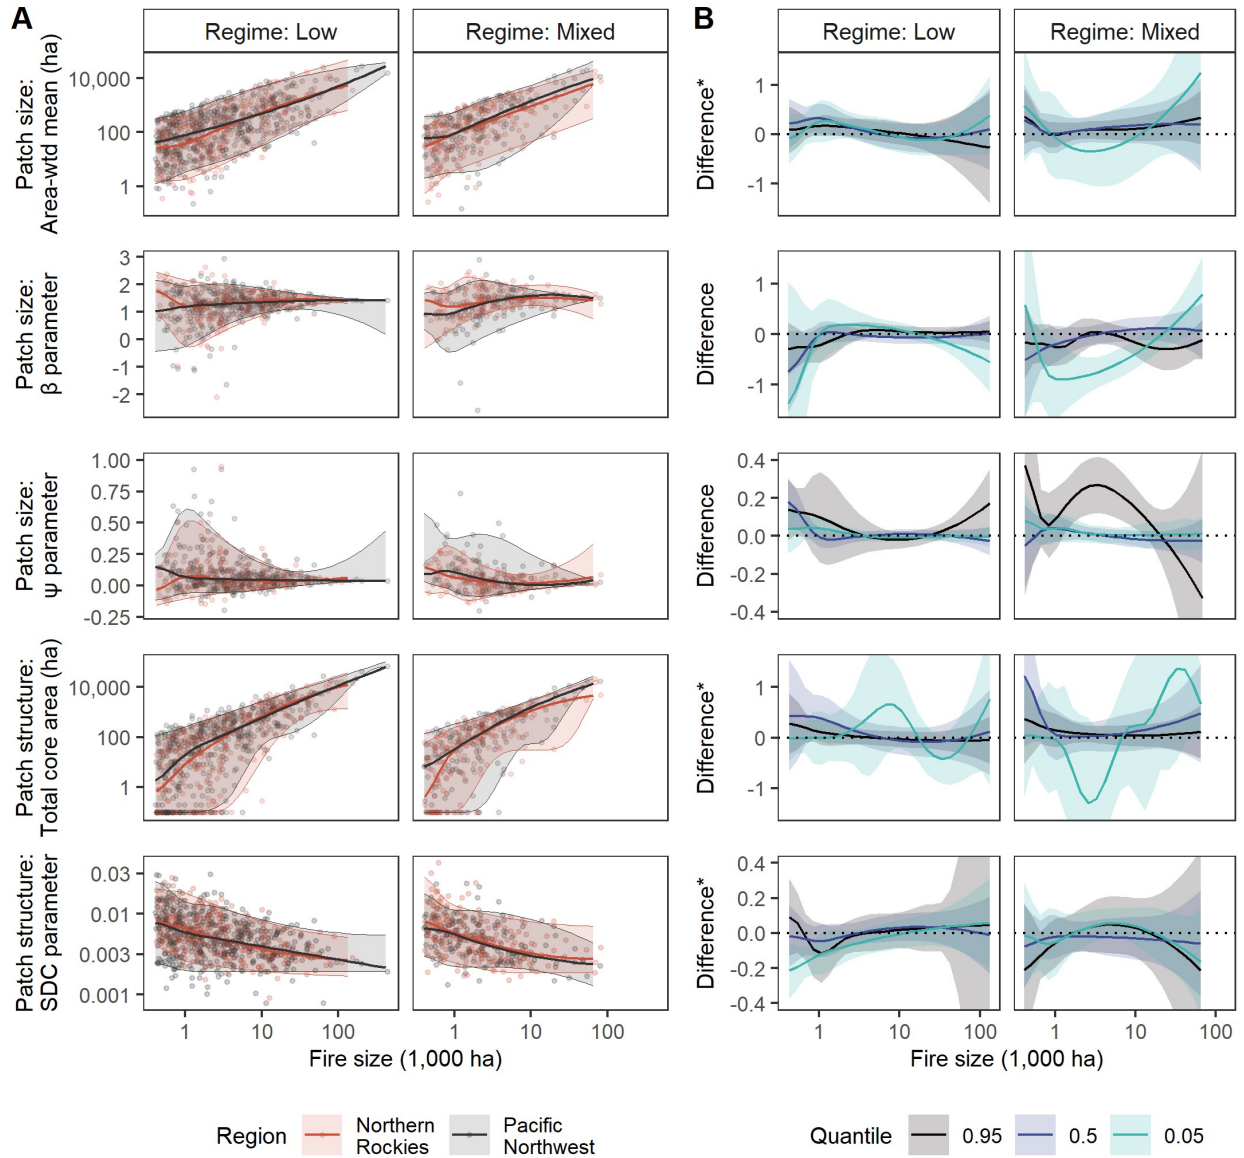 A
Regime: Low
Regime: Mixed
B
Regime: Low
Regime: Mixed
Patch size:
Area-wtd mean (ha)
10,000
100
1
Difference*
1
0
-1
Patch size:
β parameter
3
2
1
0
-1
-2
Difference
1
0
-1
Patch size:
Ψ parameter
1.00
0.75
0.50
0.25
0.00
-0.25
Difference
0.4
0.2
0.0
-0.2
-0.4
Patch structure:
Total core area (ha)
10,000
100
1
Difference*
1
0
-1
Patch structure:
SDC parameter
0.03
0.01
0.003
0.001
Difference*
0.4
0.2
0.0
-0.2
-0.4
1 10 100
1 10 100
1 10 100
1 10 100
Fire size (1,000 ha)
Fire size (1,000 ha)
Region
Northern
Rockies
Pacific
Northwest
Quantile
0.95
0.5
0.05